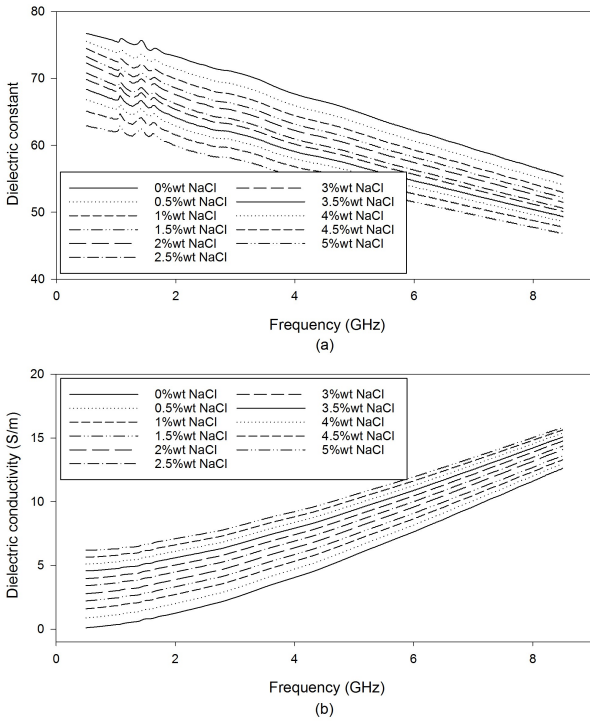 80
70
60
50
40
Dielectric constant
0%wt NaCl
0.5%wt NaCl
1%wt NaCl
1.5%wt NaCl
2%wt NaCl
2.5%wt NaCl
3%wt NaCl
3.5%wt NaCl
4%wt NaCl
4.5%wt NaCl
5%wt NaCl
0 2 4 6 8
Frequency (GHz)
(a)
20
15
10
5
0
Dielectric conductivity (S/m)
0%wt NaCl
0.5%wt NaCl
1%wt NaCl
1.5%wt NaCl
2%wt NaCl
2.5%wt NaCl
3%wt NaCl
3.5%wt NaCl
4%wt NaCl
4.5%wt NaCl
5%wt NaCl
0 2 4 6 8
Frequency (GHz)
(b)